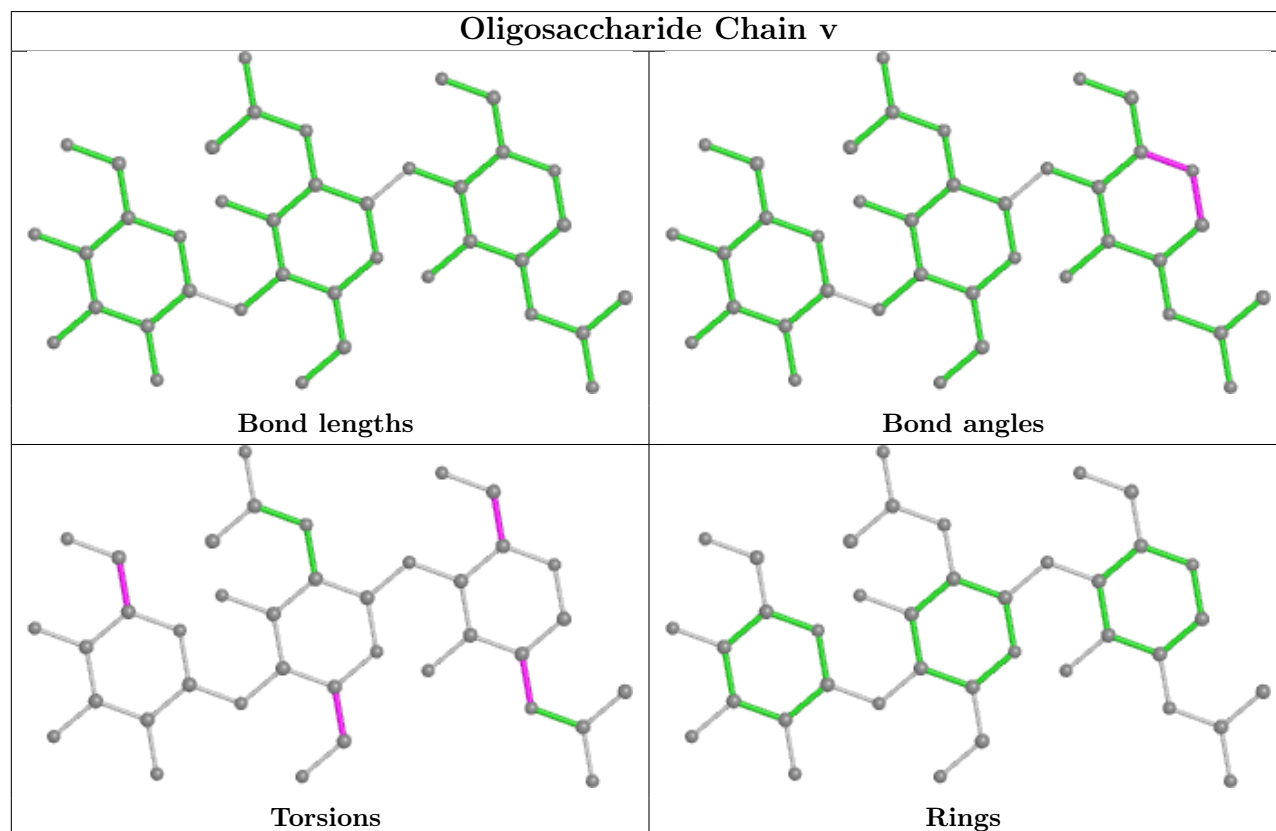 Oligosaccharide Chain v
Bond lengths
Bond angles
Torsions
Rings